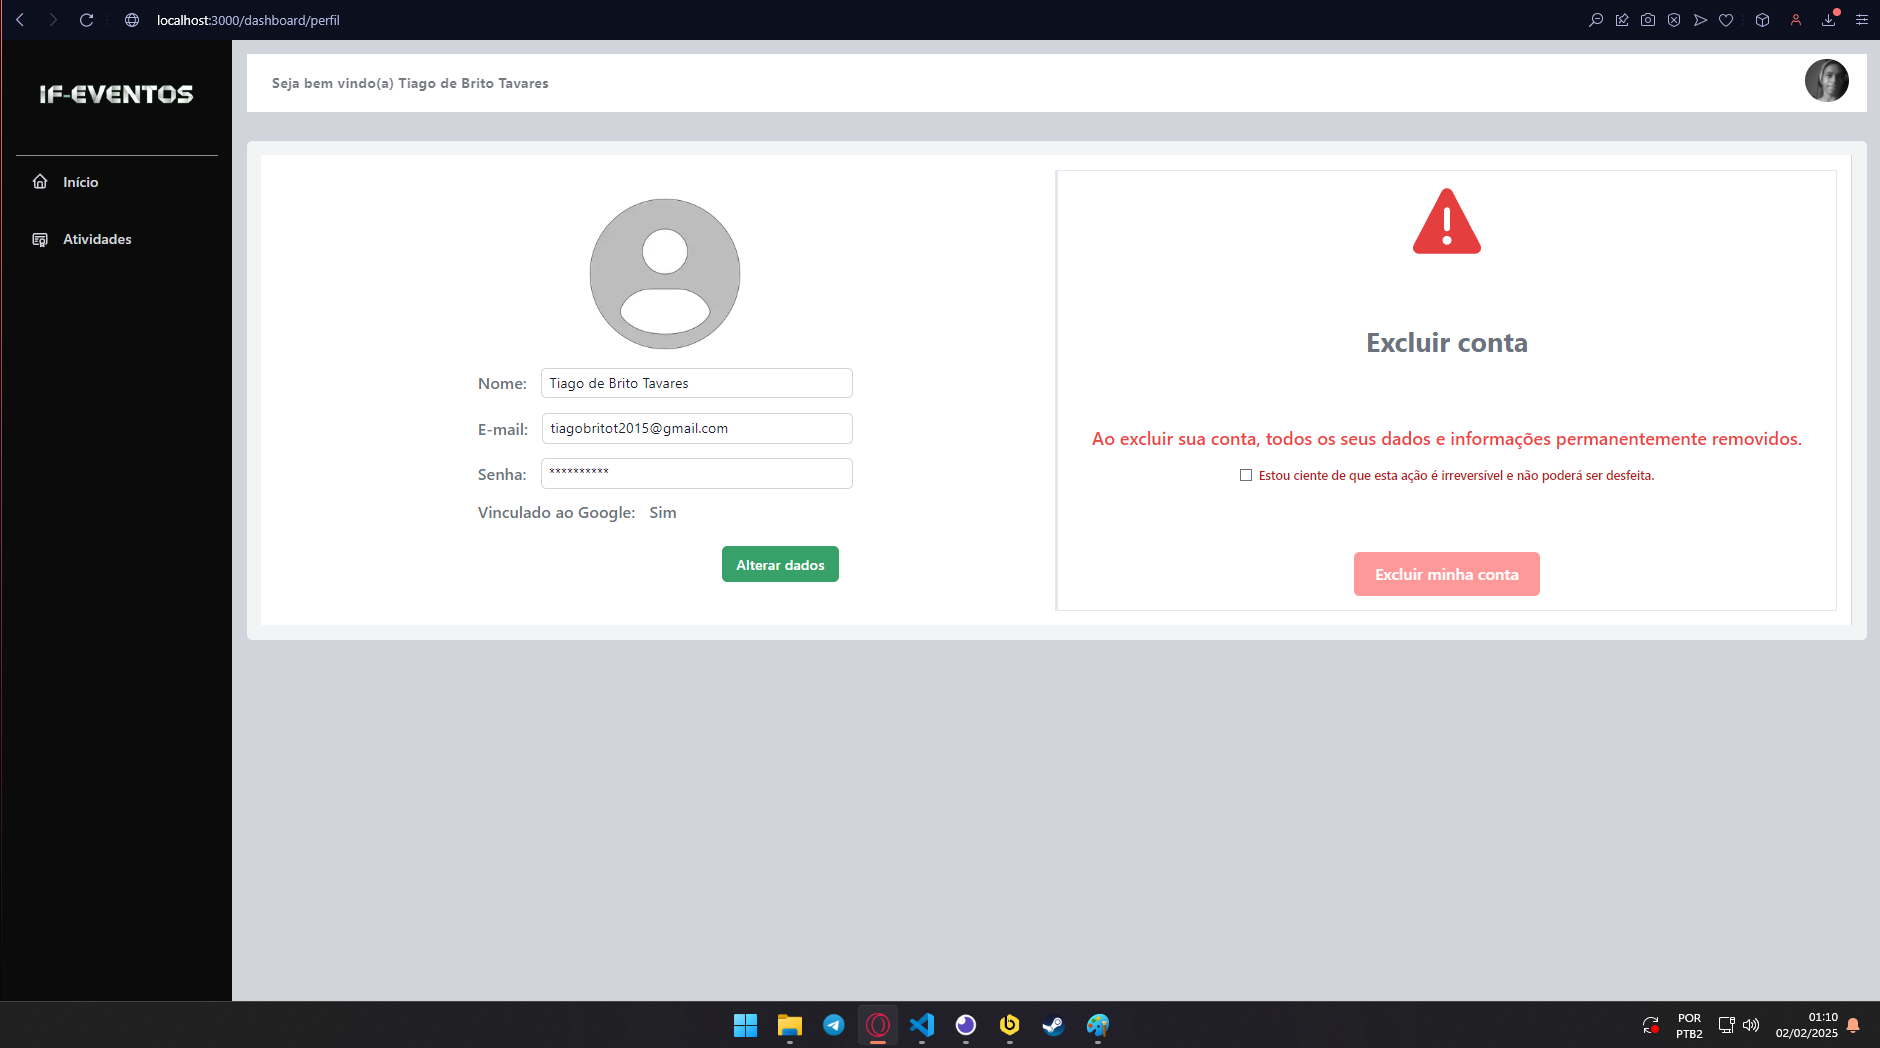 localhost:3000/dashboard/perfil
IF-EVENTOS
Seja bem vindo(a) Tiago de Brito Tavares
Início
Atividades
Nome: Tiago de Brito Tavares
E-mail: tiagobritot2015@gmail.com
Senha: **********
Vinculado ao Google: Sim
Alterar dados
Excluir conta
Ao excluir sua conta, todos os seus dados e informações permanentemente removidos.
Estou ciente de que esta ação é irreversível e não poderá ser desfeita.
Excluir minha conta
POR
PTB2
01:10
02/02/2025